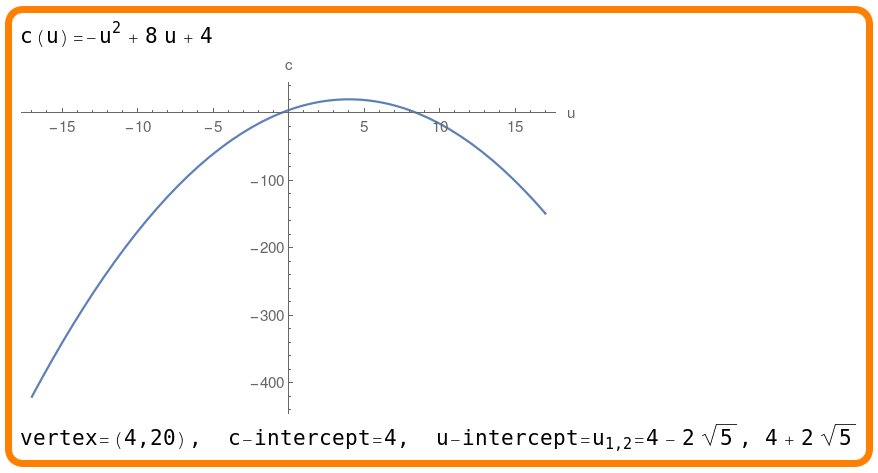 c(u)=-u² + 8 u + 4
c
u
-15 -10 -5 5 10 15
-100
-200
-300
-400
vertex=(4,20), c-intercept=4, u-intercept=u₁,₂=4 - 2 √5, 4 + 2 √5